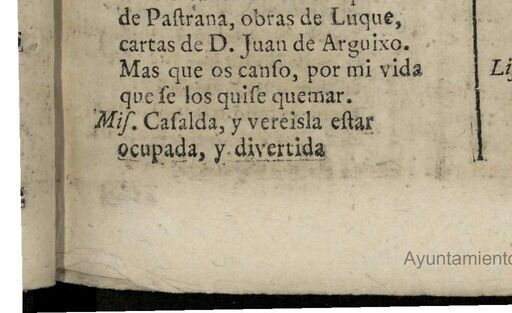 de Paſtrana, obras de Luque,
cartas de D. Juan de Arguixo.
Mas que os canſo, por mi vida
que ſe los quiſe quemar.
Miſ. Caſalda, y vereisla eſtar
ocupada, y divertida
Liſ
Ayuntamiento